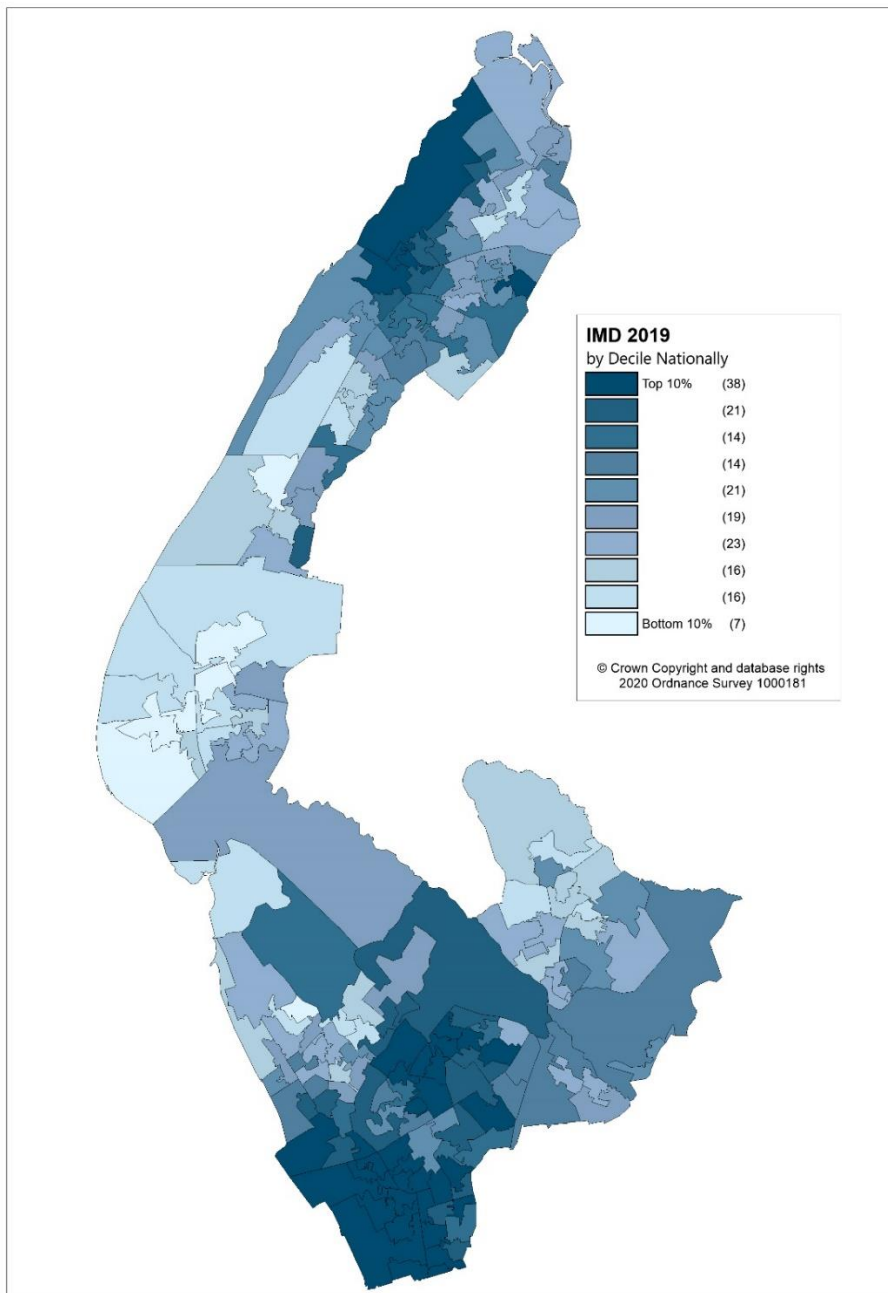 IMD 2019
by Decile Nationally
Top 10% (38)
(21)
(14)
(14)
(21)
(19)
(23)
(16)
(16)
Bottom 10% (7)
© Crown Copyright and database rights
2020 Ordnance Survey 1000181